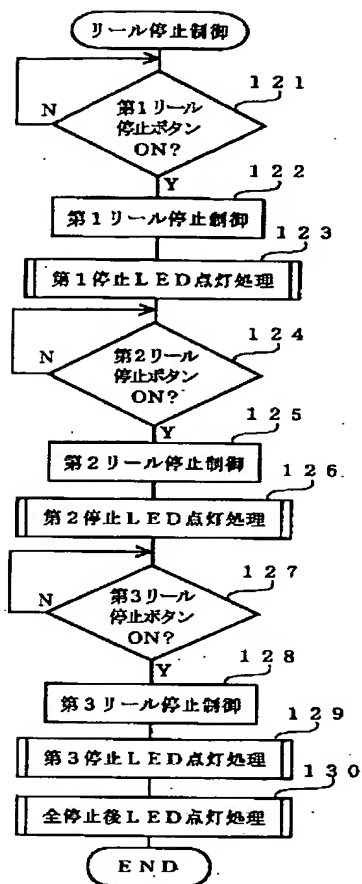 リール停止制御
121
第1リール
停止ボタン
ON?
N
Y
122
第1リール停止制御
123
第1停止LED点灯処理
124
第2リール
停止ボタン
ON?
N
Y
125
第2リール停止制御
126
第2停止LED点灯処理
127
第3リール
停止ボタン
ON?
N
Y
128
第3リール停止制御
129
第3停止LED点灯処理
130
全停止後LED点灯処理
END